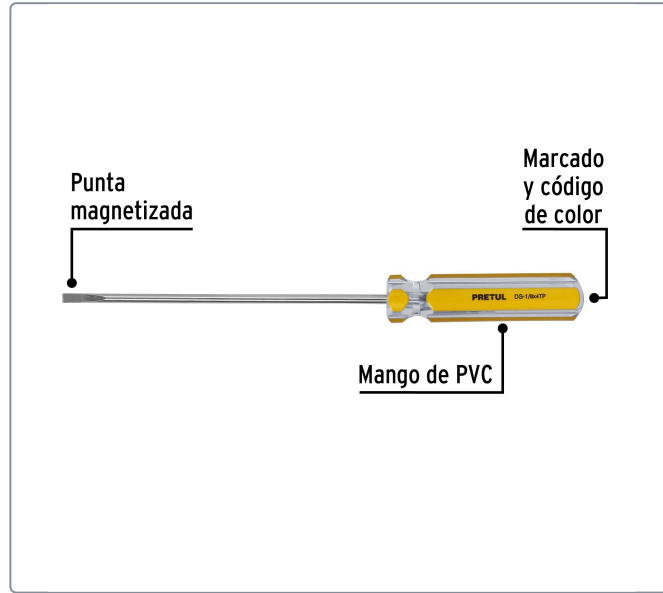 Punta
magnetizada
Marcado
y código
de color
PRETUL DG-1/8x4TP
Mango de PVC